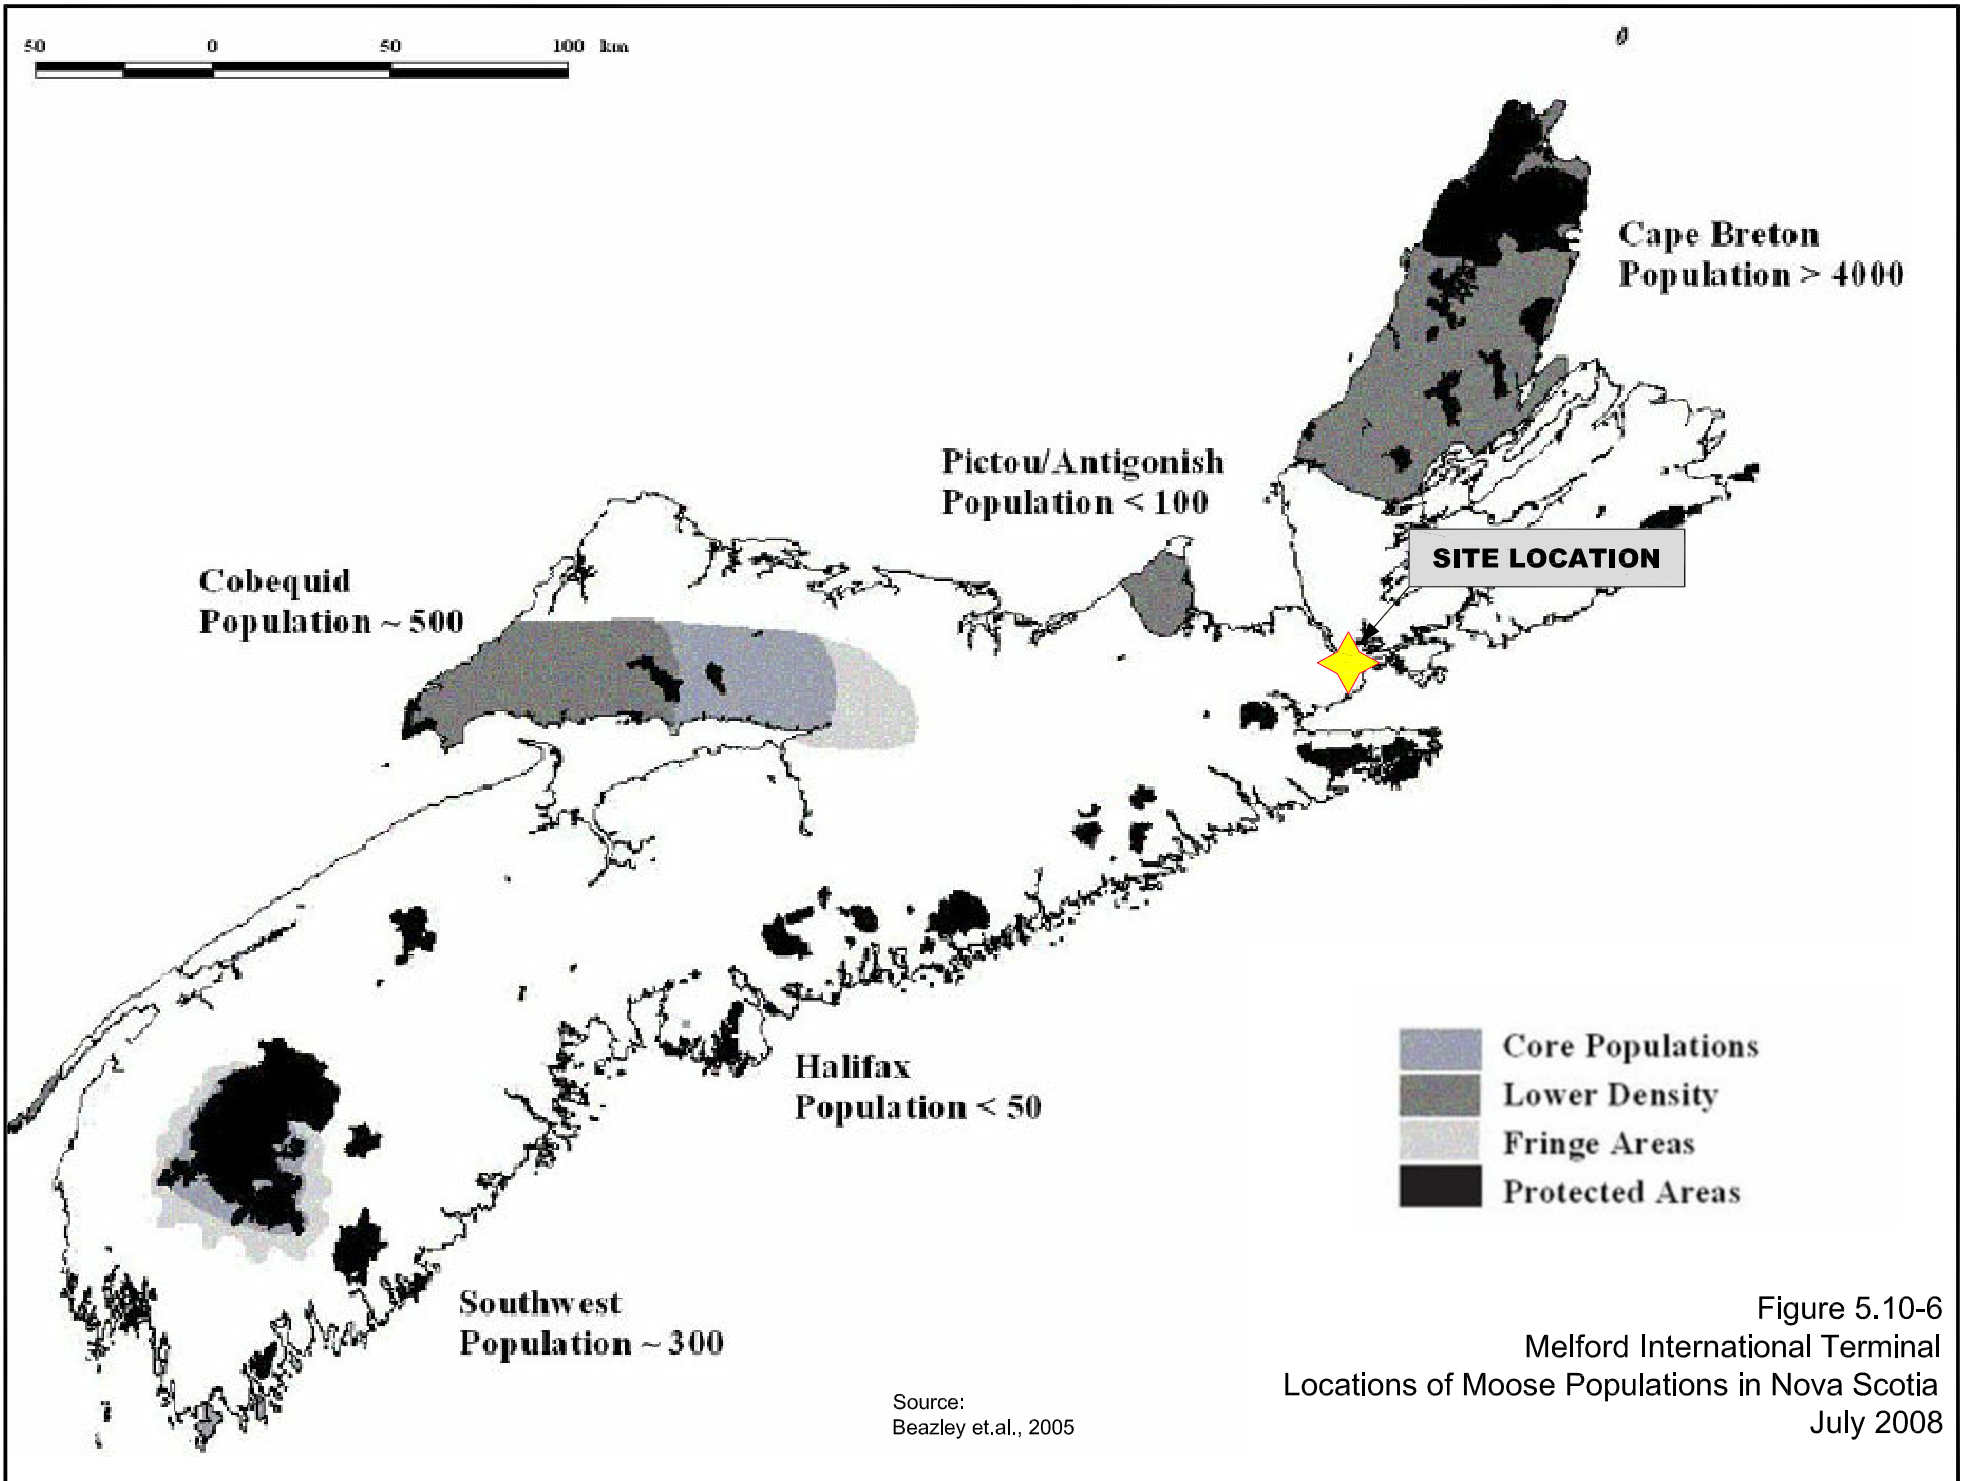 50 0 50 100 km
Cape Breton
Population > 4000
Pictou/Antigonish
Population < 100
SITE LOCATION
Cobequid
Population ~ 500
Halifax
Population < 50
Core Populations
Lower Density
Fringe Areas
Protected Areas
Southwest
Population ~ 300
Source:
Beazley et.al., 2005
Figure 5.10-6
Melford International Terminal
Locations of Moose Populations in Nova Scotia
July 2008